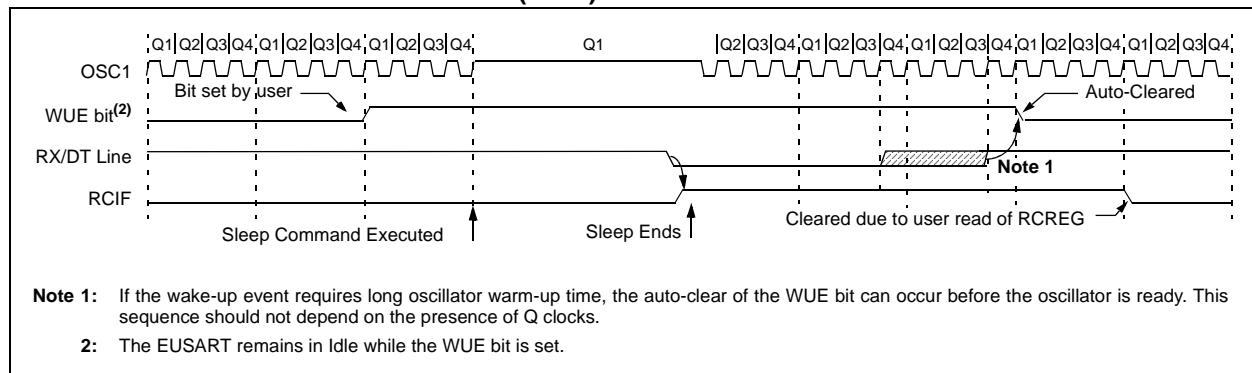 Q1 Q2 Q3 Q4 Q1 Q2 Q3 Q4 Q1 Q2 Q3 Q4 Q1 Q2 Q3 Q4 Q1 Q2 Q3 Q4 Q1 Q2 Q3 Q4 Q1 Q2 Q3 Q4 Q1 Q2 Q3 Q4
OSC1
Bit set by user
Auto-Cleared
WUE bit(2)
RX/DT Line
Note 1
RCIF
Cleared due to user read of RCREG
Sleep Command Executed
Sleep Ends
Note 1: If the wake-up event requires long oscillator warm-up time, the auto-clear of the WUE bit can occur before the oscillator is ready. This
sequence should not depend on the presence of Q clocks.
2: The EUSART remains in Idle while the WUE bit is set.